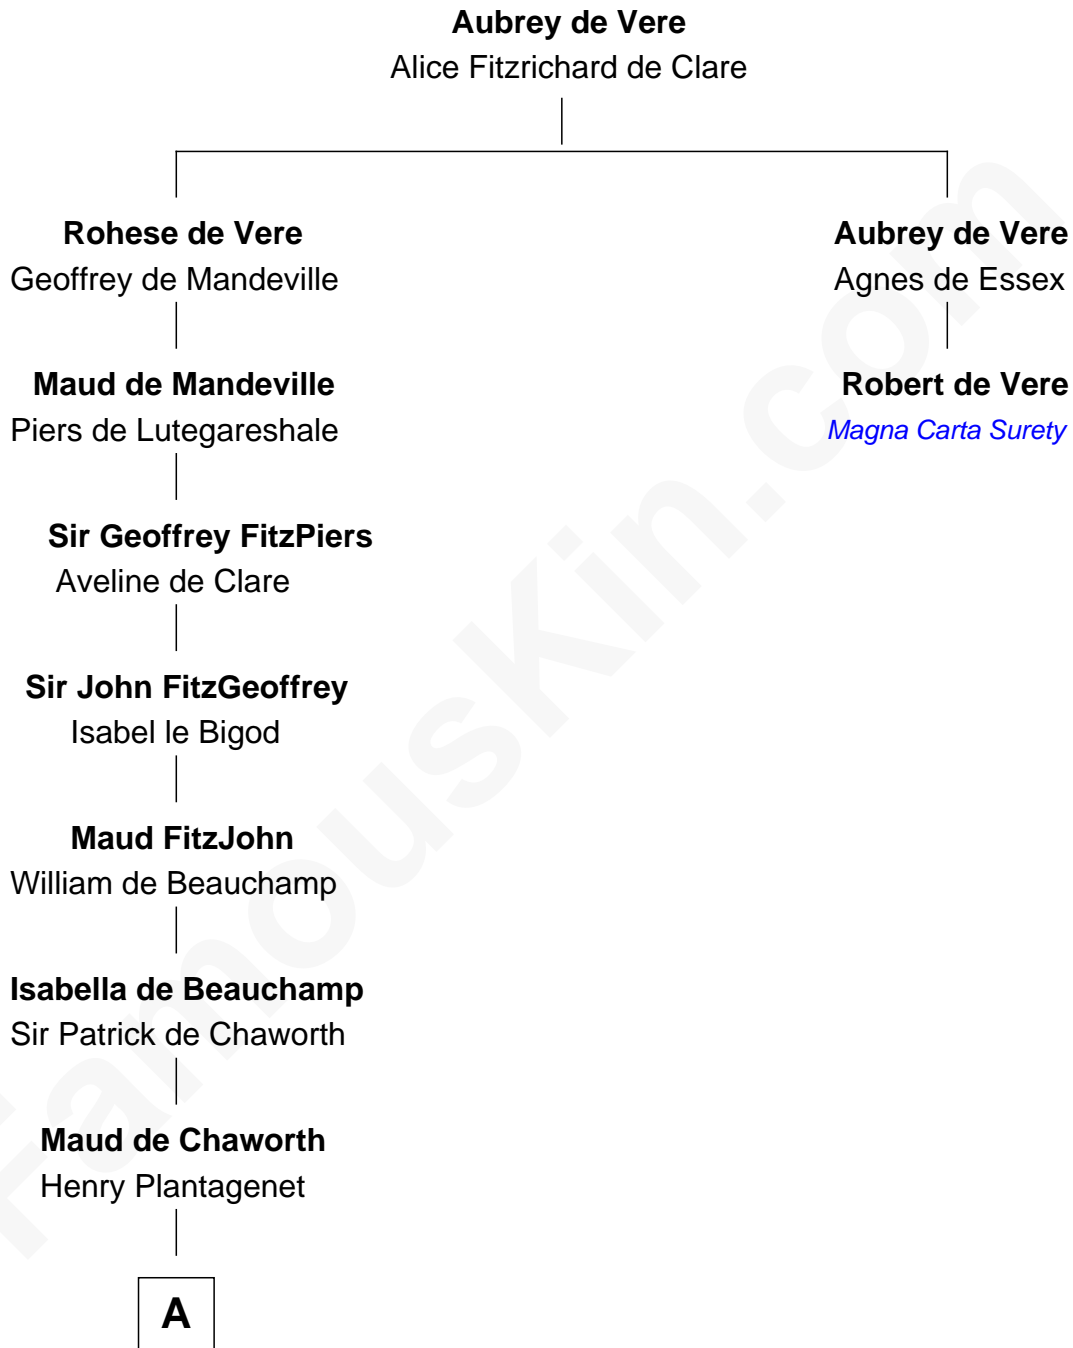 Aubrey de Vere
Alice Fitzrichard de Clare
Rohese de Vere
Geoffrey de Mandeville
Aubrey de Vere
Agnes de Essex
Maud de Mandeville
Piers de Lutegareshale
Robert de Vere
Magna Carta Surety
Sir Geoffrey FitzPiers
Aveline de Clare
Sir John FitzGeoffrey
Isabel le Bigod
Maud FitzJohn
William de Beauchamp
Isabella de Beauchamp
Sir Patrick de Chaworth
Maud de Chaworth
Henry Plantagenet
A
FamousKin.com